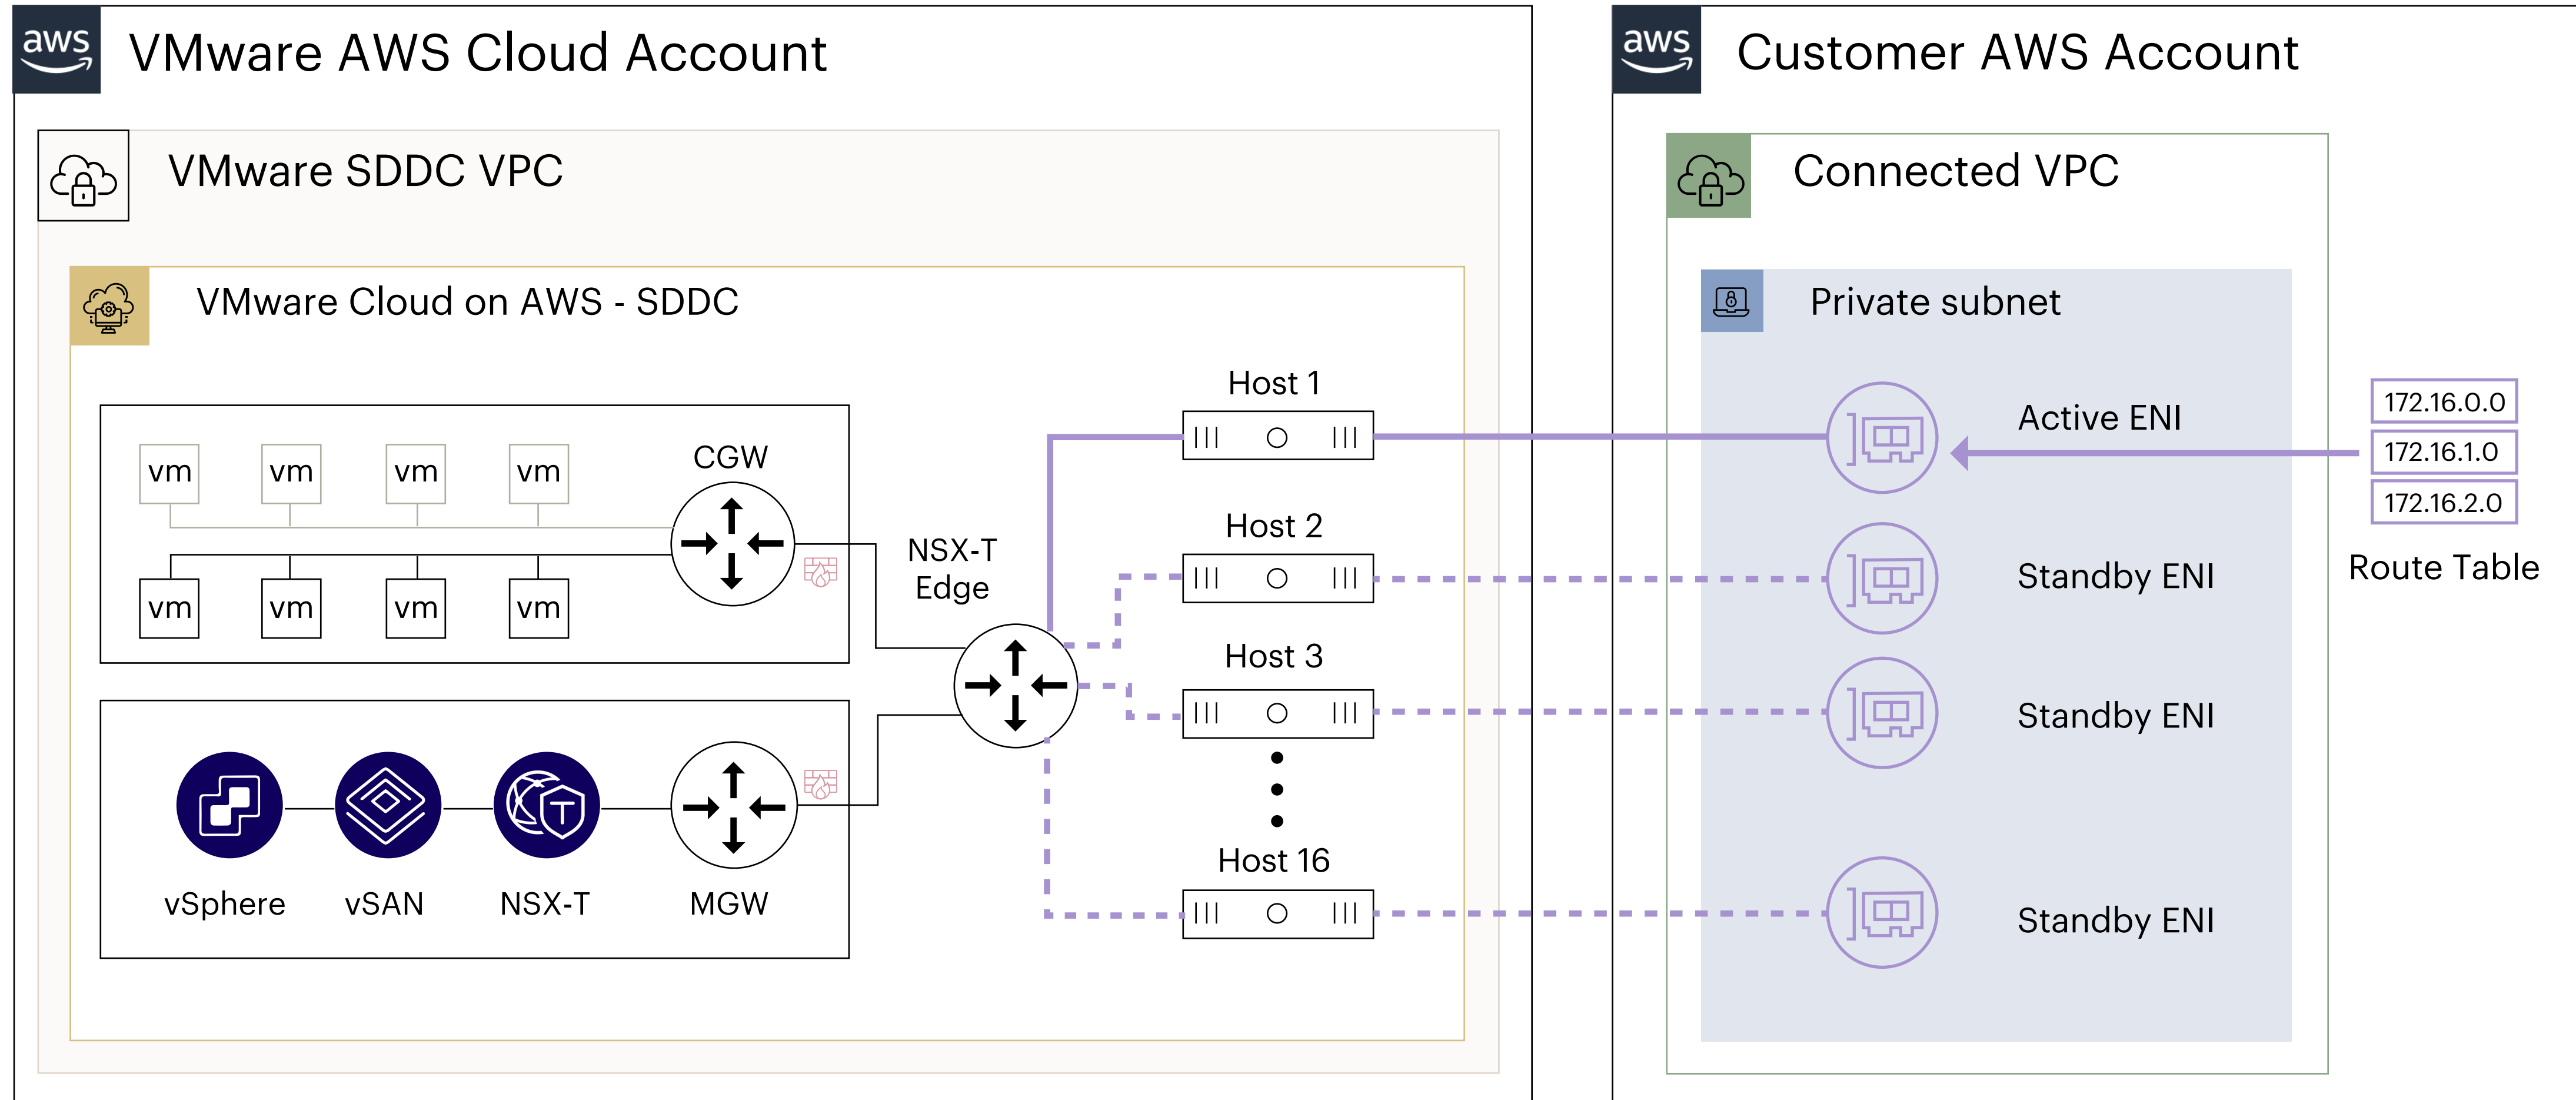 aws
VMware AWS Cloud Account
VMware SDDC VPC
VMware Cloud on AWS - SDDC
vm vm vm vm
CGW
vm vm vm vm
vSphere vSAN NSX-T MGW
NSX-T
Edge
Host 1
Host 2
Host 3
Host 16
aws
Customer AWS Account
Connected VPC
Private subnet
Active ENI
Standby ENI
Standby ENI
Standby ENI
172.16.0.0
172.16.1.0
172.16.2.0
Route Table
T